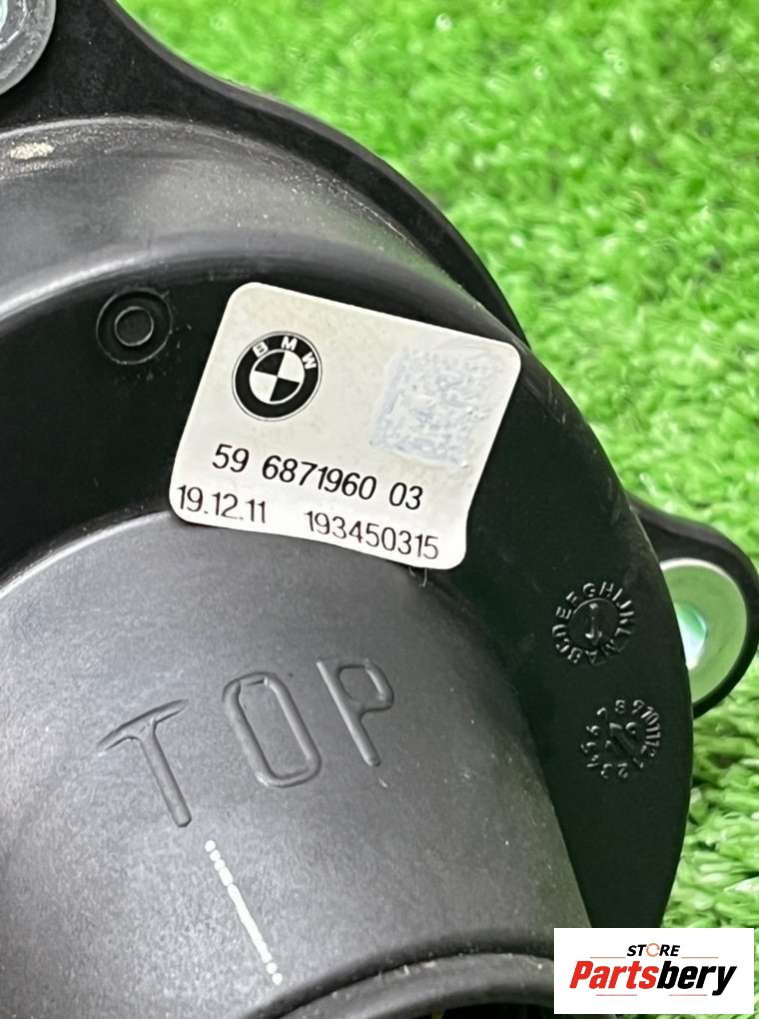 BMW
59 6871960 03
19.12.11 193450315
TOP
STORE
Partsbery